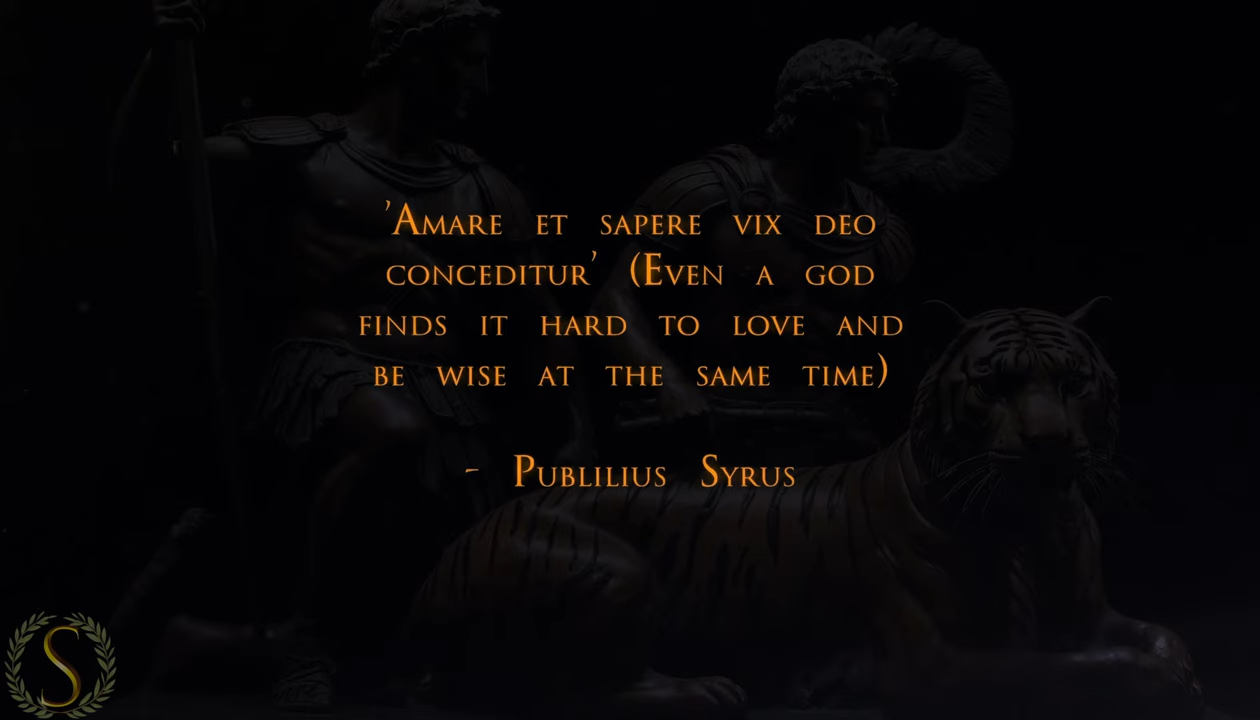 'Amare et sapere vix deo
conceditur' (Even a god
finds it hard to love and
be wise at the same time)
- Publilius Syrus
S